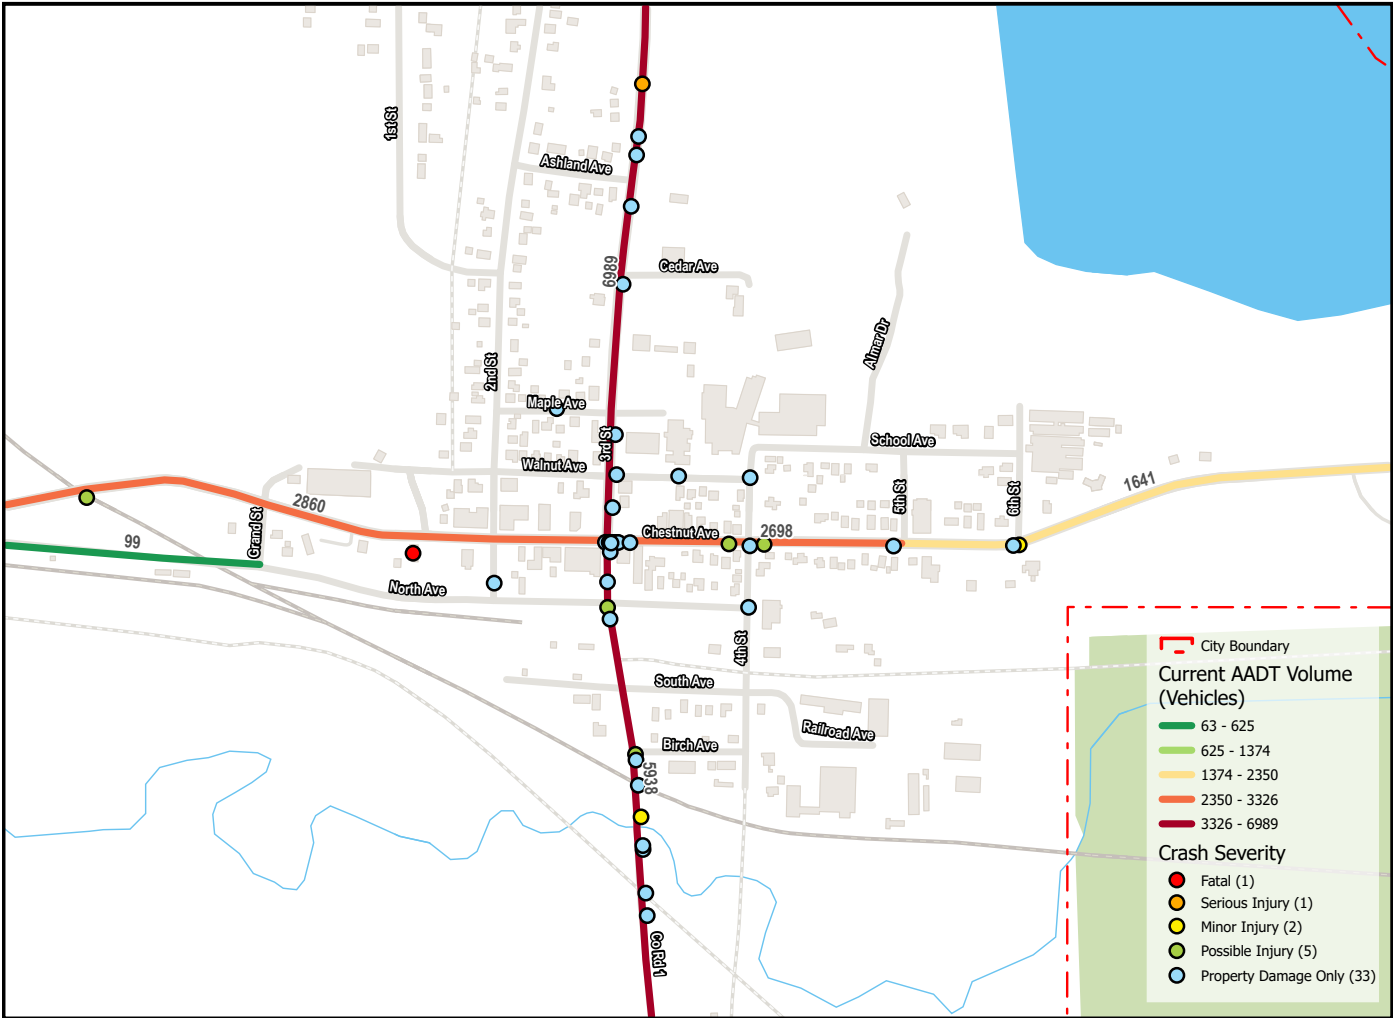 1st St
Ashland Ave
6989
Cedar Ave
Almar Dr
2nd St
Maple Ave
3rd St
School Ave
Walnut Ave
1641
5th St
6th St
2860
Grand St
Chestnut Ave
2698
99
North Ave
4th St
South Ave
Railroad Ave
Birch Ave
5938
Co Rd 1
City Boundary
Current AADT Volume
(Vehicles)
63 - 625
625 - 1374
1374 - 2350
2350 - 3326
3326 - 6989
Crash Severity
Fatal (1)
Serious Injury (1)
Minor Injury (2)
Possible Injury (5)
Property Damage Only (33)